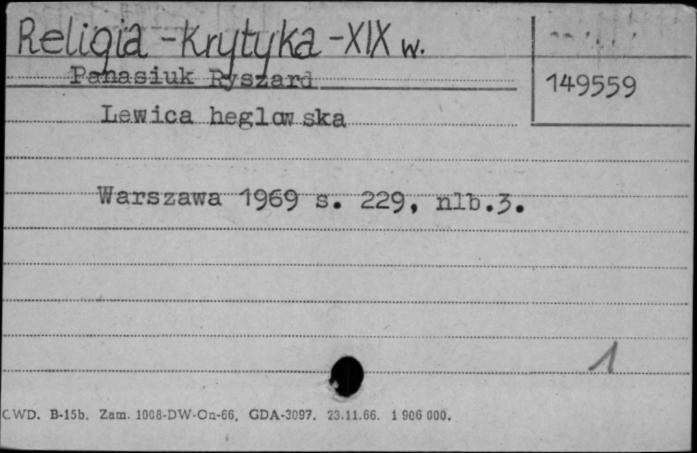 Religia - Krytyka - XIX w.
Panasiuk Ryszard
149559
Lewica heglowska
Warszawa 1969 s. 229, nlb.3.
1
CWD. B-15b. Zam. 1008-DW-On-66. GDA-3097. 23.11.66. 1 906 000.